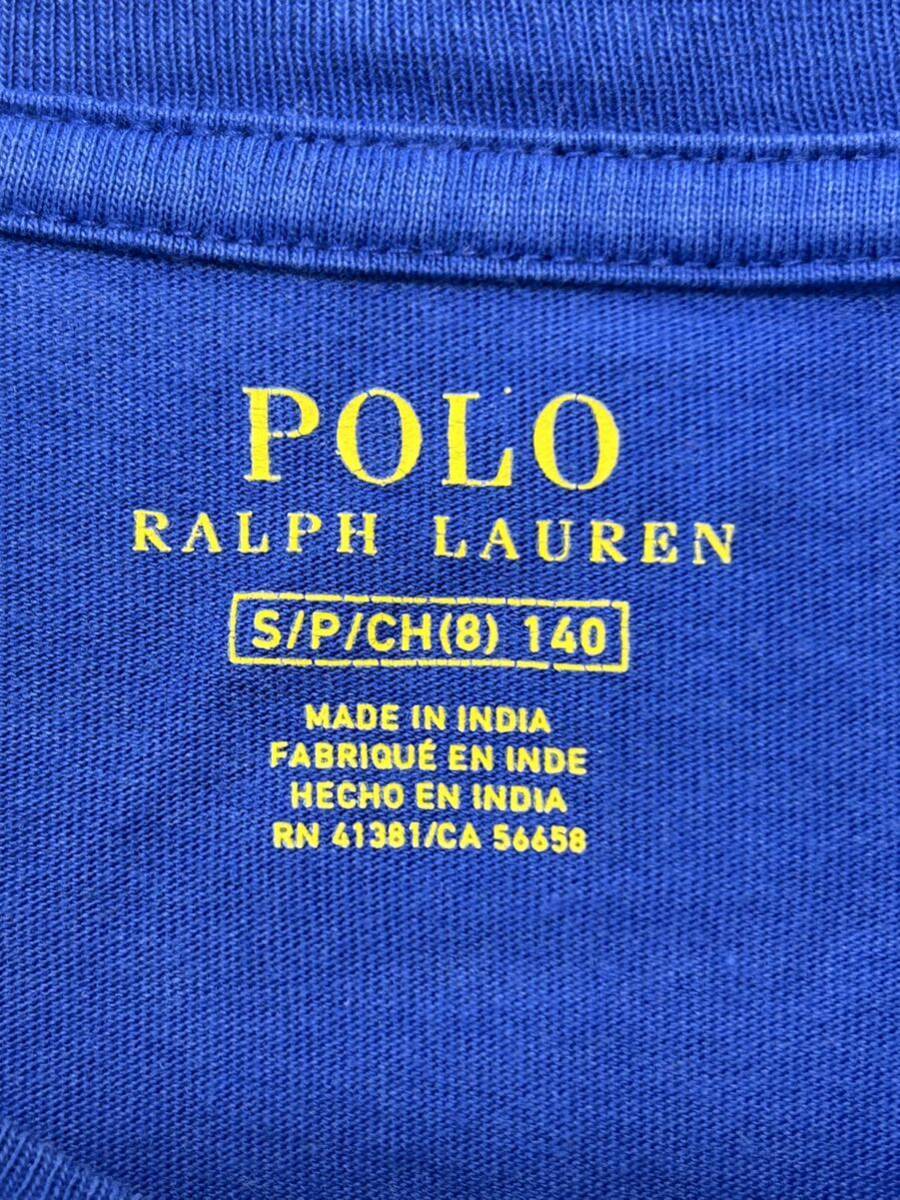 POLO
RALPH LAUREN
S/P/CH(8) 140
MADE IN INDIA
FABRIQUÉ EN INDE
HECHO EN INDIA
RN 41381/CA 56658